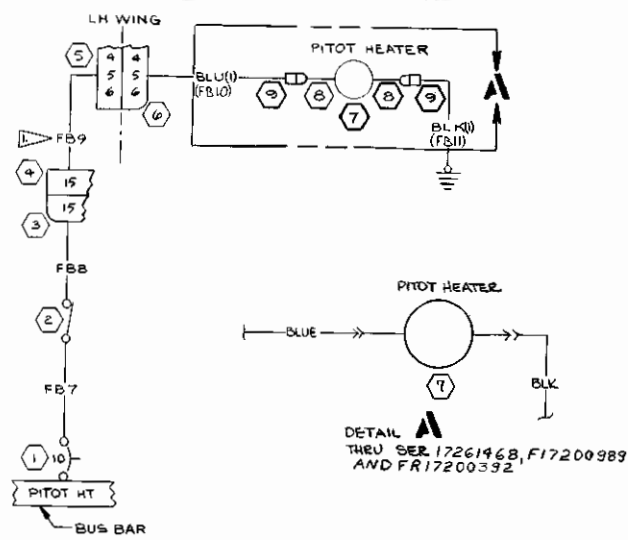 LH WING
5
4 4
5 5
6 6
6
PITOT HEATER
BLU(1)
(FB10)
9
8
7
8
9
A
BLK(1)
(FB11)
1.
FB9
4
15
15
3
FB8
2
FB7
1
10
PITOT HT
BUS BAR
PITOT HEATER
BLUE
7
BLK
DETAIL A
THRU SER 17261468, F17200989
AND FR17200392